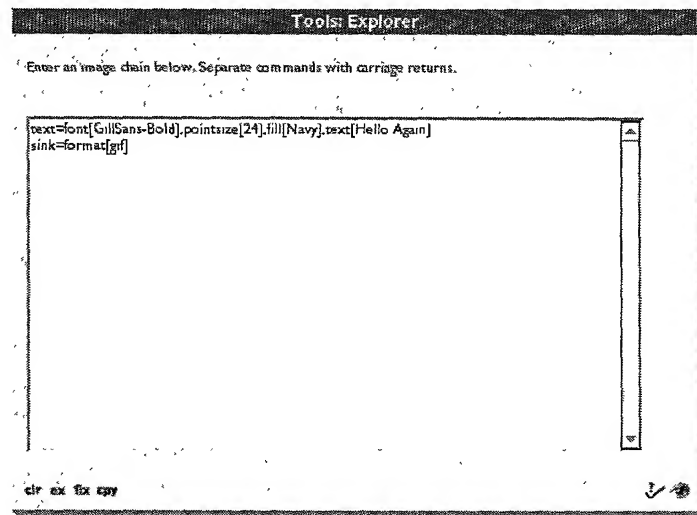 Tools: Explorer
Enter an image chain below. Separate commands with carriage returns.
text=font[GillSans-Bold],pointsize[24],fill[Navy],text[Hello Again]
sink=format[gif]
clr ex fix cpy